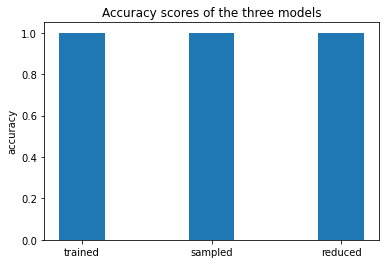 Accuracy scores of the three models
1.0
0.8
0.6
0.4
0.2
0.0
accuracy
trained
sampled
reduced